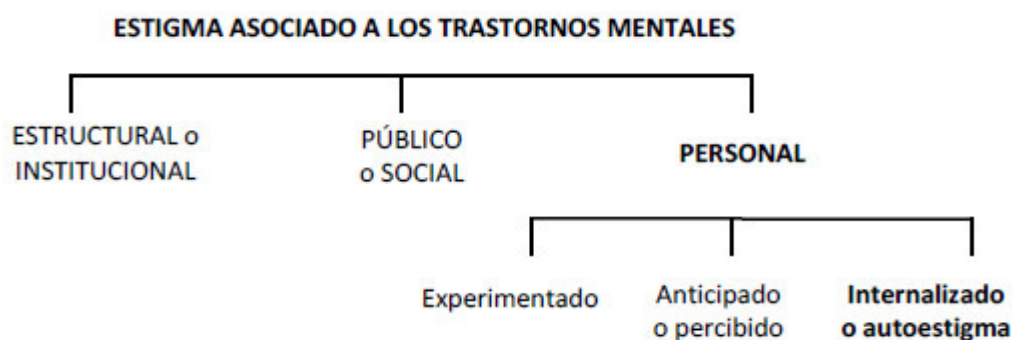 ESTIGMA ASOCIADO A LOS TRASTORNOS MENTALES
ESTRUCTURAL o
INSTITUCIONAL
PÚBLICO
o SOCIAL
PERSONAL
Experimentado
Anticipado
o percibido
Internalizado
o autoestigma